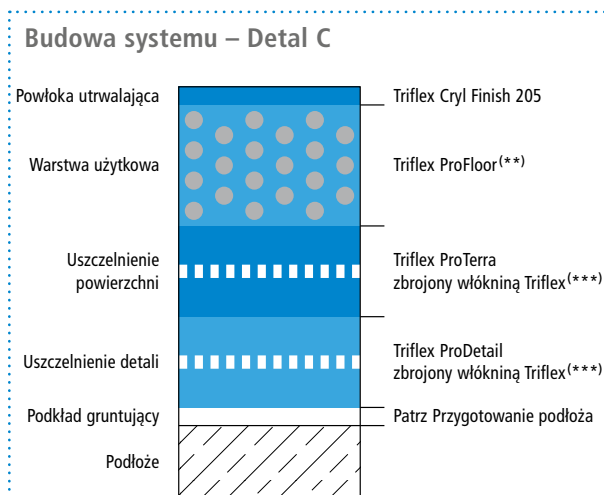 Budowa systemu – Detal C
Powłoka utrwalająca
Triflex Cryl Finish 205
Warstwa użytkowa
Triflex ProFloor(**)
Uszczelnienie
powierzchni
Triflex ProTerra
zbrojony włókniną Triflex(***)
Uszczelnienie detali
Triflex ProDetail
zbrojony włókniną Triflex(***)
Podkład gruntujący
Patrz Przygotowanie podłoża
Podłoże